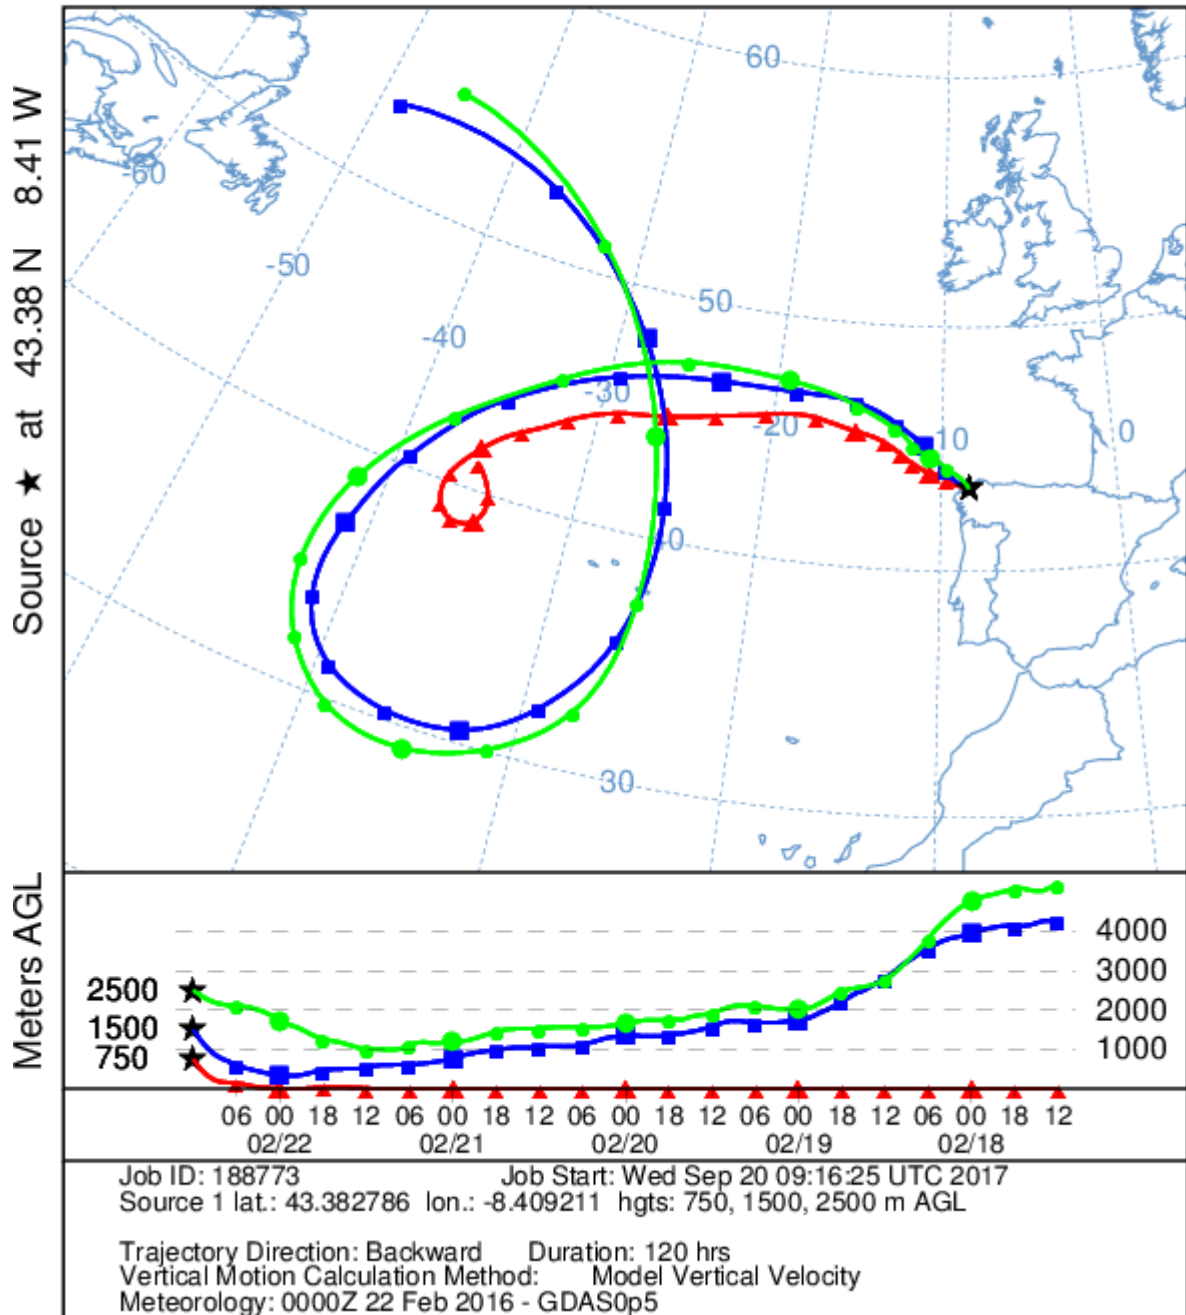 Source ★ at 43.38 N 8.41 W
60
-60
-50
50
-40
-30
-20
-10
0
40
30
Meters AGL
2500
1500
750
4000
3000
2000
1000
06 00 18 12 06 00 18 12 06 00 18 12 06 00 18 12 06 00 18 12
02/22 02/21 02/20 02/19 02/18
Job ID: 188773 Job Start: Wed Sep 20 09:16:25 UTC 2017
Source 1 lat.: 43.382786 lon.: -8.409211 hgts: 750, 1500, 2500 m AGL
Trajectory Direction: Backward Duration: 120 hrs
Vertical Motion Calculation Method: Model Vertical Velocity
Meteorology: 0000Z 22 Feb 2016 - GDAS0p5